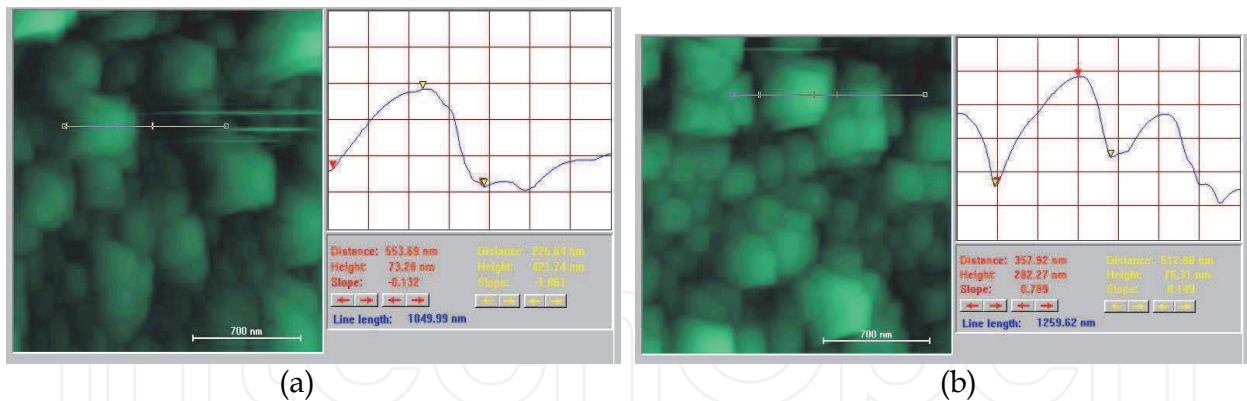 700 nm
Distance: 553.69 nm
Height: 73.28 nm
Slope: -0.132
Distance: 226.64 nm
Height: 421.74 nm
Slope: -1.861
Line length: 1049.99 nm
700 nm
Distance: 357.92 nm
Height: 282.27 nm
Slope: 0.789
Distance: 512.88 nm
Height: 76.31 nm
Slope: 0.149
Line length: 1259.62 nm
(a)
(b)